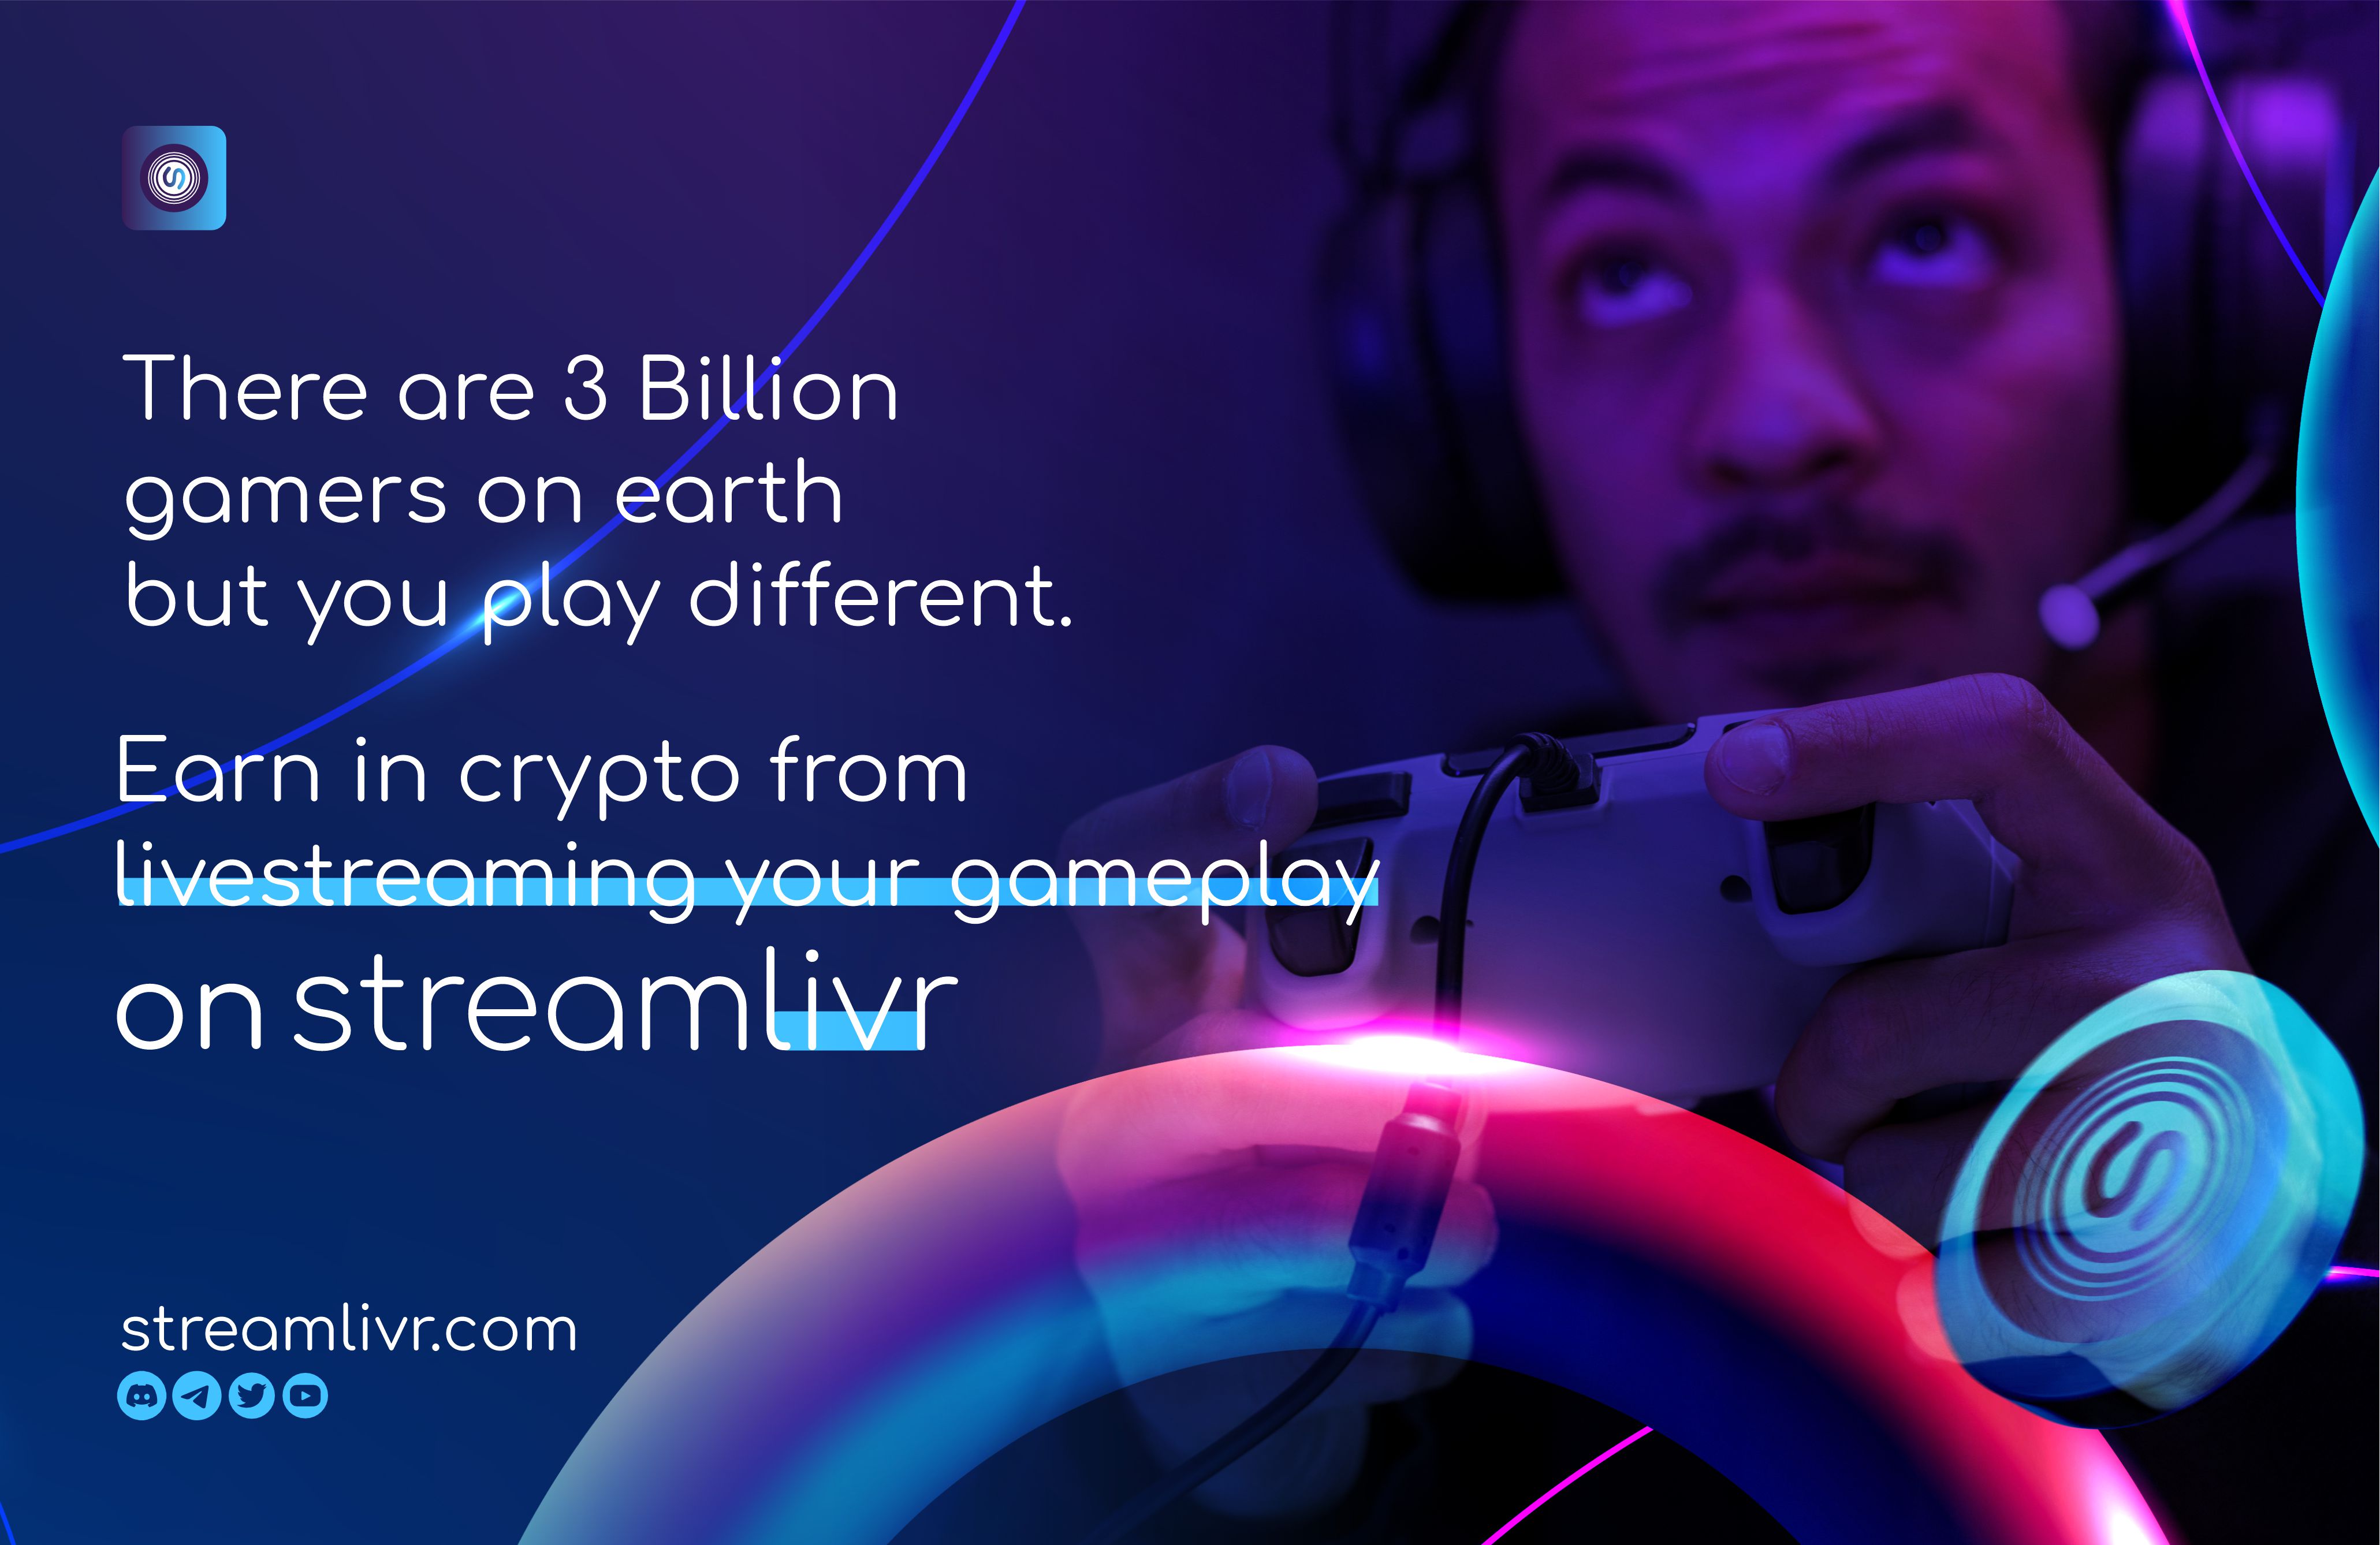 There are 3 Billion
gamers on earth
but you play different.
Earn in crypto from
livestreaming your gameplay
on streamlivr
streamlivr.com